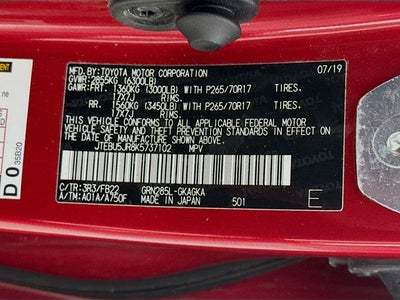 MFD. BY: TOYOTA MOTOR CORPORATION 07/19
GVWR: 2855KG (6300LB)
GAWR: FRT. 1360KG (3000LB) WITH P265/70R17 TIRES.
17X7J RIMS.
RR. 1560KG (3450LB) WITH P265/70R17 TIRES.
17X7J RIMS.
THIS VEHICLE CONFORMS TO ALL APPLICABLE FEDERAL MOTOR
VEHICLE SAFETY AND THEFT PREVENTION STANDARDS IN EFFECT ON
THE DATE OF MANUFACTURE SHOWN ABOVE.
JTEBU5JR8K5737102 MPV
C/TR: 3R3/FB22 GRN285L-GKAGKA
A/TM: A01A/A750F MADE IN JAPAN 501
E
ne
D 0
35B20